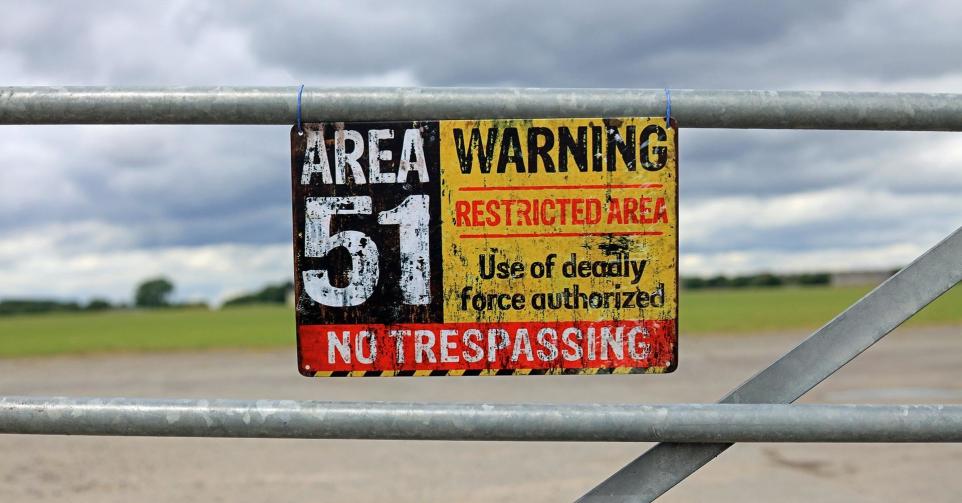 AREA
51
WARNING
RESTRICTED AREA
Use of deadly
force authorized
NO TRESPASSING